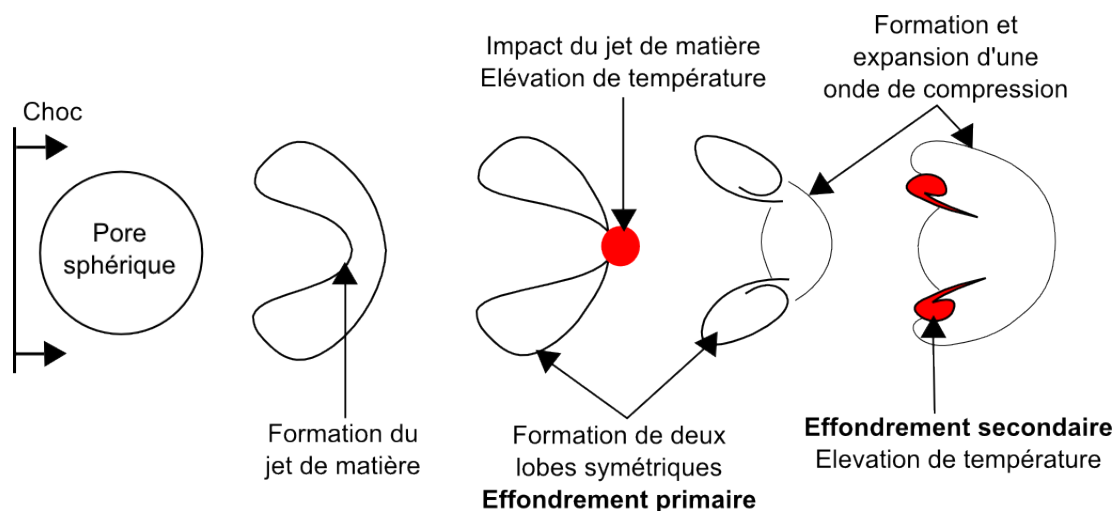 Choc
Pore
sphérique
Formation du
jet de matière
Impact du jet de matière
Elévation de température
Formation de deux
lobes symétriques
Effondrement primaire
Formation et
expansion d'une
onde de compression
Effondrement secondaire
Elevation de température